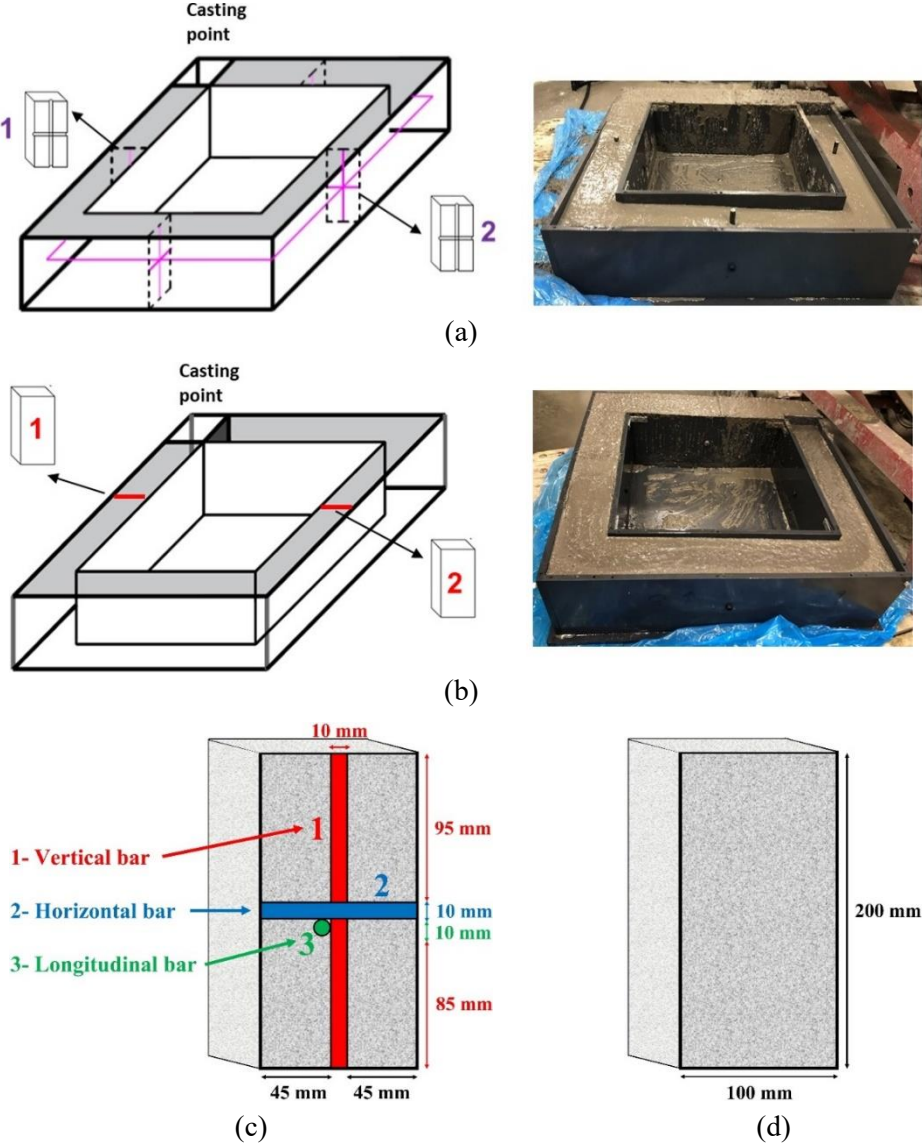 Casting
point
1
2
(a)
Casting
point
1
2
(b)
10 mm
1
95 mm
1- Vertical bar
2
2- Horizontal bar
10 mm
10 mm
3
3- Longitudinal bar
85 mm
45 mm
45 mm
(c)
200 mm
100 mm
(d)